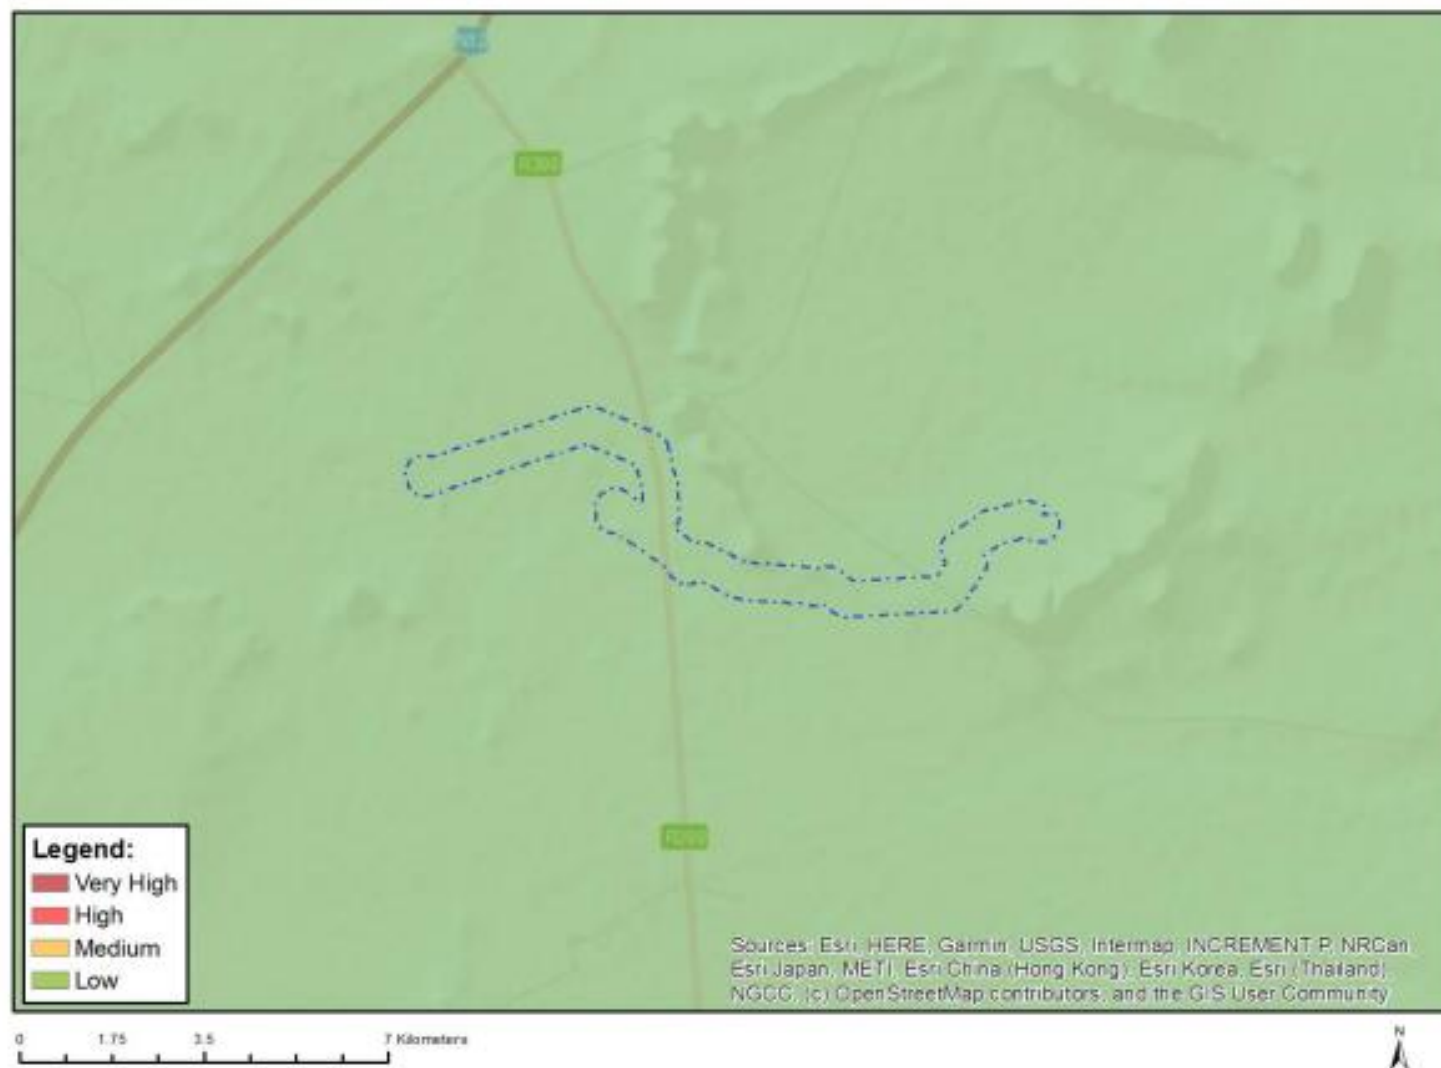 Legend:
Very High
High
Medium
Low
Sources: Esri, HERE, Garmin, USGS, Intermap, INCREMENT P, NRCan,
Esri Japan, METI, Esri China (Hong Kong), Esri Korea, Esri (Thailand),
NGCC, (c) OpenStreetMap contributors, and the GIS User Community
0 1.75 3.5 7 Kilometers
N